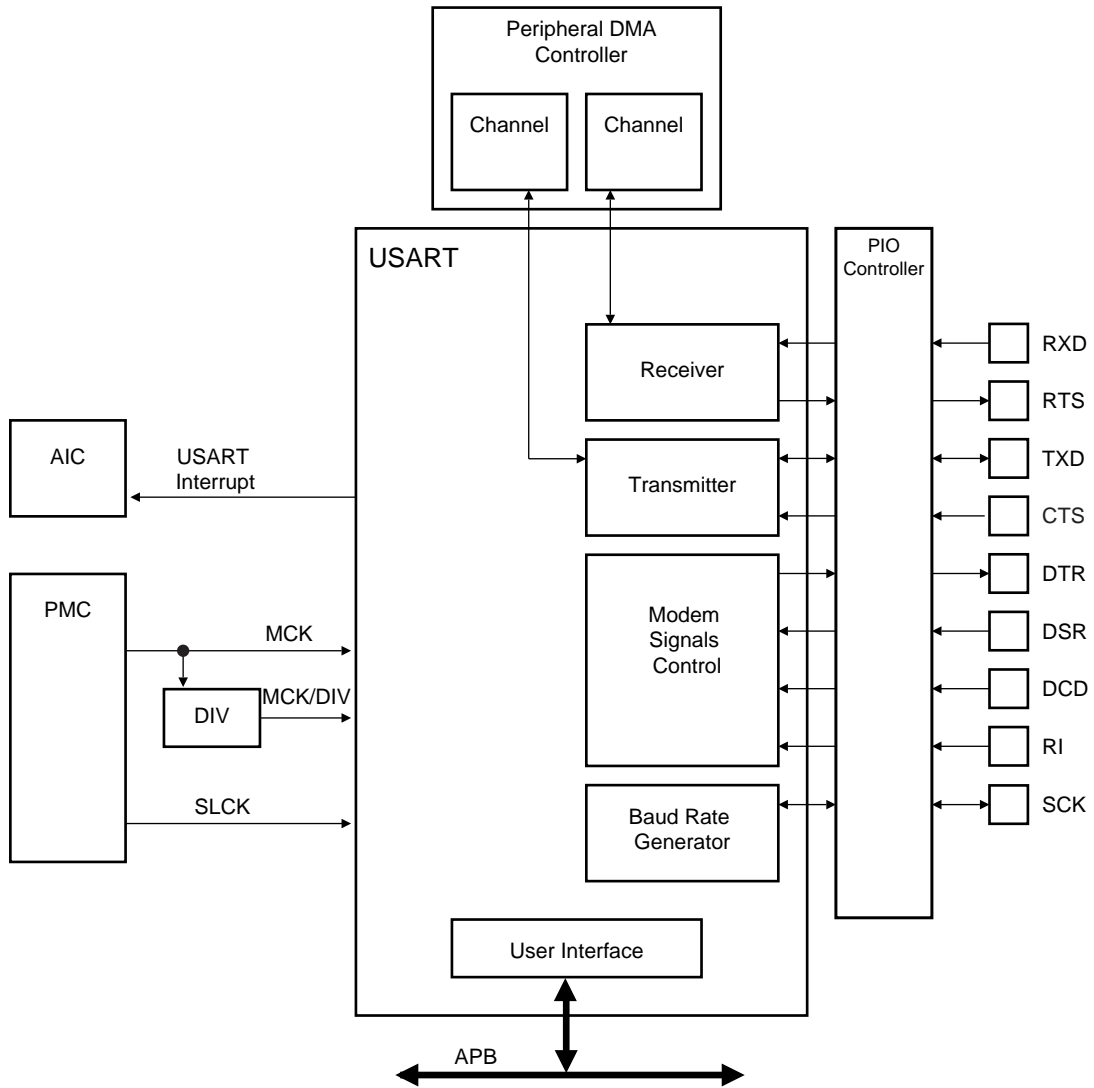 Peripheral DMA
Controller
Channel
Channel
USART
PIO
Controller
Receiver
RXD
RTS
AIC
USART
Interrupt
Transmitter
TXD
CTS
PMC
MCK
DIV
MCK/DIV
SLCK
Modem
Signals
Control
DTR
DSR
DCD
RI
Baud Rate
Generator
SCK
User Interface
APB